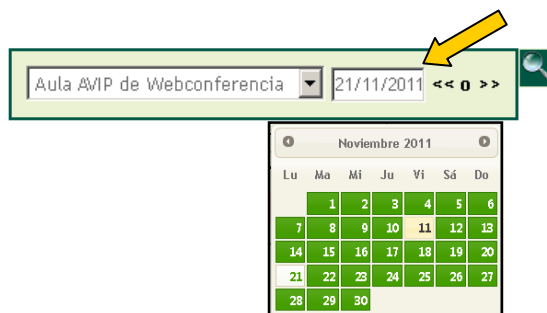 Aula AVIP de Webconferencia 21/11/2011 << o >>
Noviembre 2011
Lu Ma Mi Ju Vi Sá Do
1 2 3 4 5 6
7 8 9 10 11 12 13
14 15 16 17 18 19 20
21 22 23 24 25 26 27
28 29 30